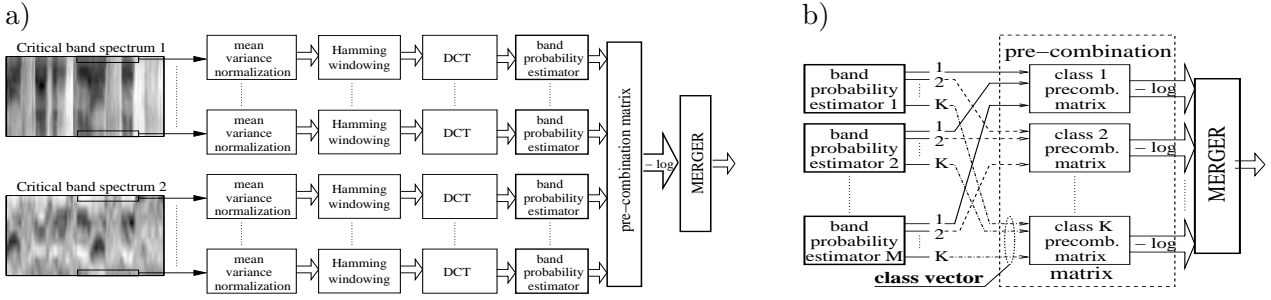 a)
Critical band spectrum 1
mean
variance
normalization
Hamming
windowing
DCT
band
probability
estimator
mean
variance
normalization
Hamming
windowing
DCT
band
probability
estimator
Critical band spectrum 2
mean
variance
normalization
Hamming
windowing
DCT
band
probability
estimator
mean
variance
normalization
Hamming
windowing
DCT
band
probability
estimator
pre−combination matrix
− log
MERGER
b)
pre−combination
band
probability
estimator 1
1
2
K
class 1
precomb.
matrix
− log
band
probability
estimator 2
1
2
K
class 2
precomb.
matrix
− log
band
probability
estimator M
1
2
K
class K
precomb.
matrix
− log
matrix
class vector
MERGER